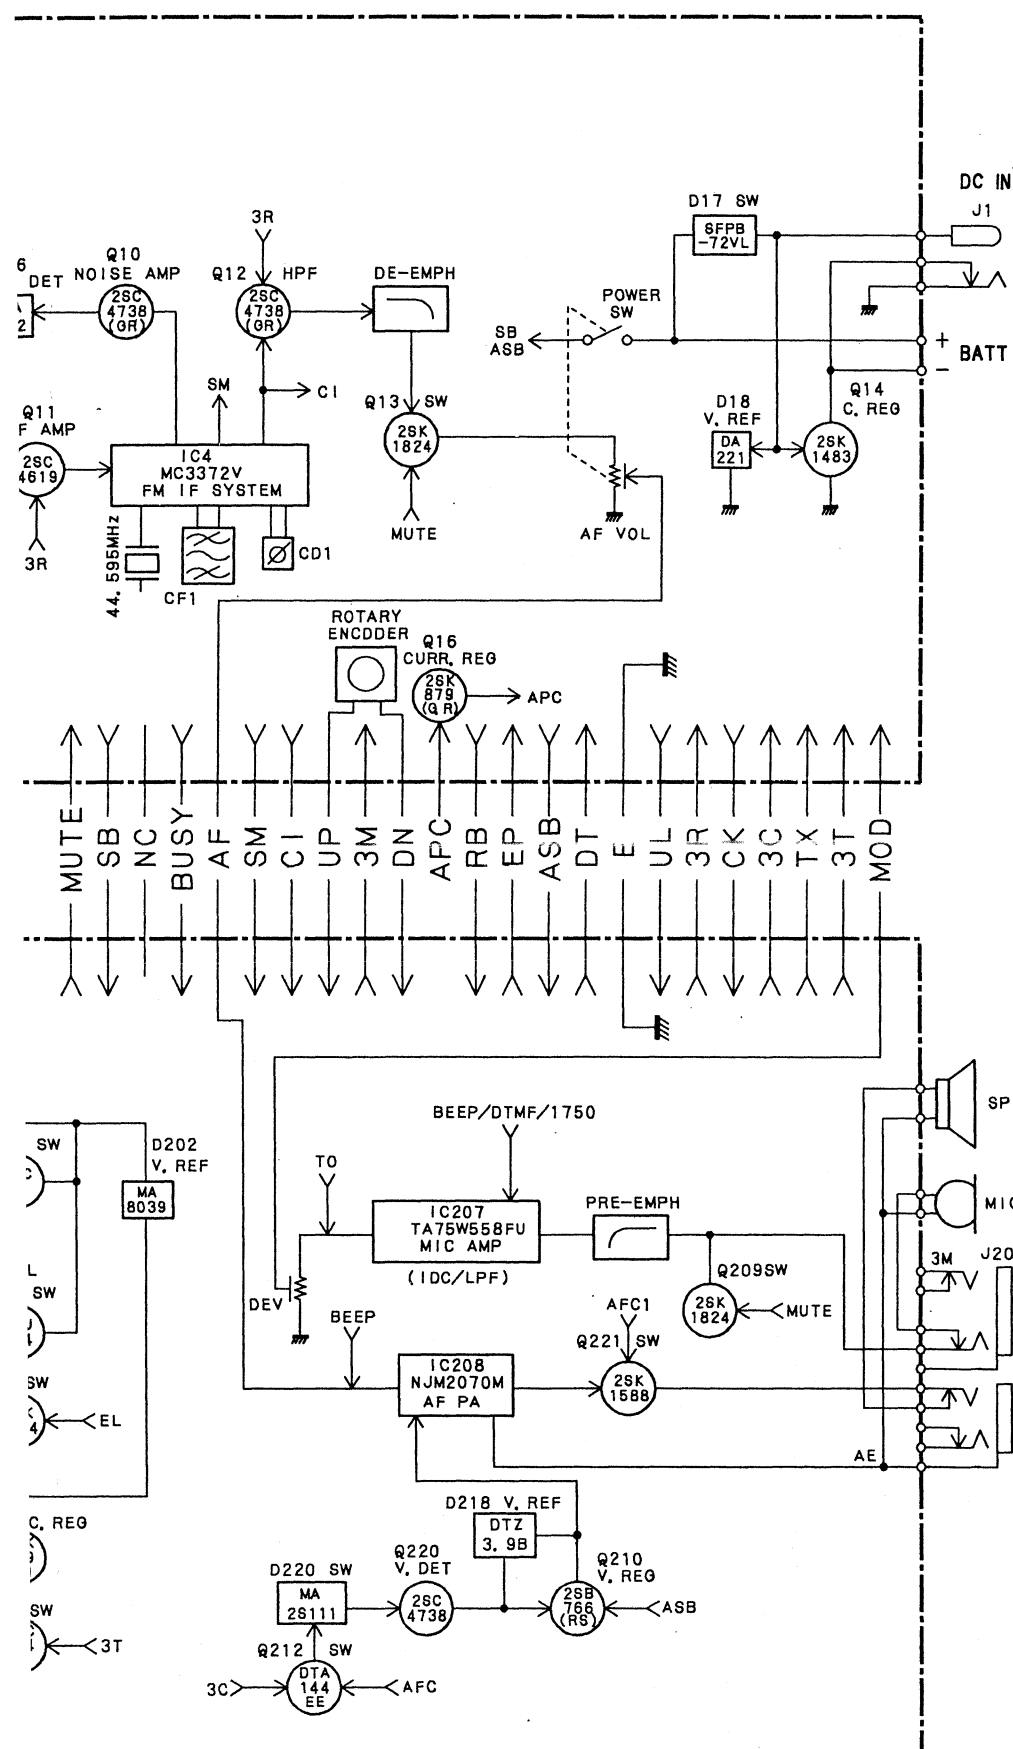 DC IN
J1
D17 SW
SFPB
-72VL
3R
Q10
NOISE AMP
6
DET
2
2SC
4738
(GR)
Q12 HPF
2SC
4738
(GR)
DE-EMPH
POWER
SW
SB
ASB
+
BATT
-
SM
CI
Q14
C. REG
Q11
F AMP
2SC
4619
3R
Q13 SW
2SK
1824
D18
V. REF
DA
221
2SK
1483
IC4
MC3372V
FM IF SYSTEM
MUTE
AF VOL
44. 595MHz
CF1
CD1
ROTARY
ENCDDER
Q16
CURR. REG
2SK
879
(G R)
APC
MUTE
SB
NC
BUSY
AF
SM
CI
UP
3M
DN
APC
RB
EP
ASB
DT
E
UL
3R
CK
3C
TX
3T
MOD
SP
BEEP/DTMF/1750
SW
C
D202
V. REF
MA
8039
TO
IC207
TA75W558FU
MIC AMP
(IDC/LPF)
PRE-EMPH
MIC
3M
J20
L
SW
DEV
Q209SW
2SK
1824
MUTE
BEEP
AFC1
Q221 SW
2SK
1588
IC208
NJM2070M
AF PA
SW
4
EL
AE
C. REG
9
D218 V. REF
DTZ
3. 9B
Q220
V. DET
2SC
4738
Q210
V. REG
2SB
766
(RS)
ASB
D220 SW
MA
2S111
SW
3T
Q212 SW
3C
DTA
144
EE
AFC